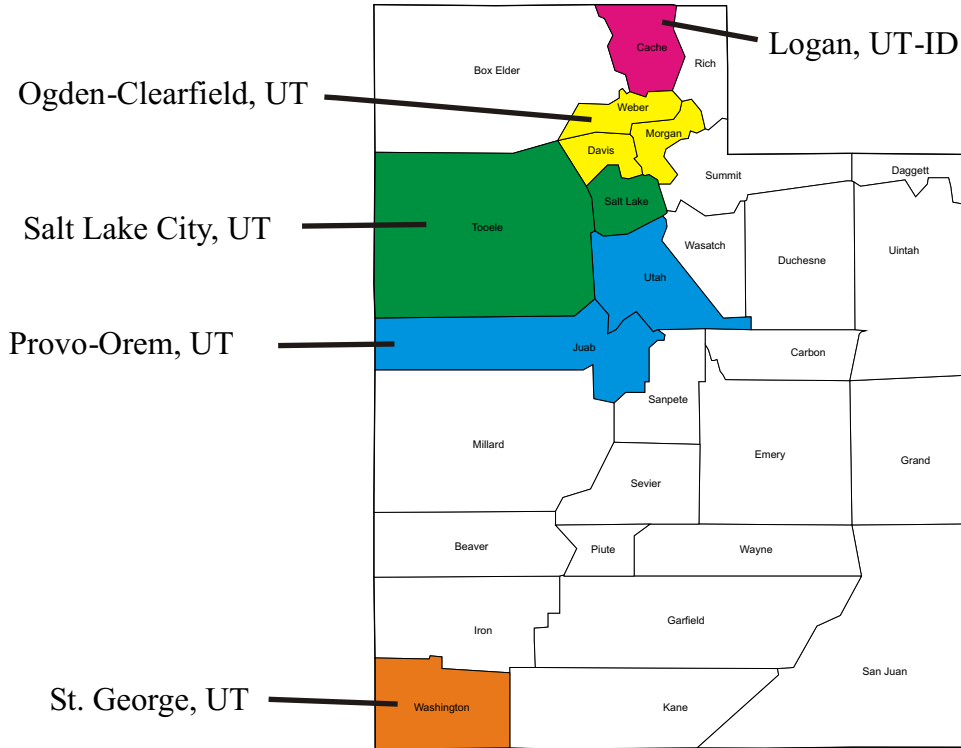 Logan, UT-ID
Cache
Rich
Box Elder
Ogden-Clearfield, UT
Weber
Morgan
Davis
Summit
Daggett
Salt Lake
Salt Lake City, UT
Tooele
Wasatch
Uintah
Duchesne
Utah
Provo-Orem, UT
Juab
Carbon
Sanpete
Millard
Emery
Grand
Sevier
Beaver
Piute
Wayne
Garfield
Iron
San Juan
St. George, UT
Washington
Kane